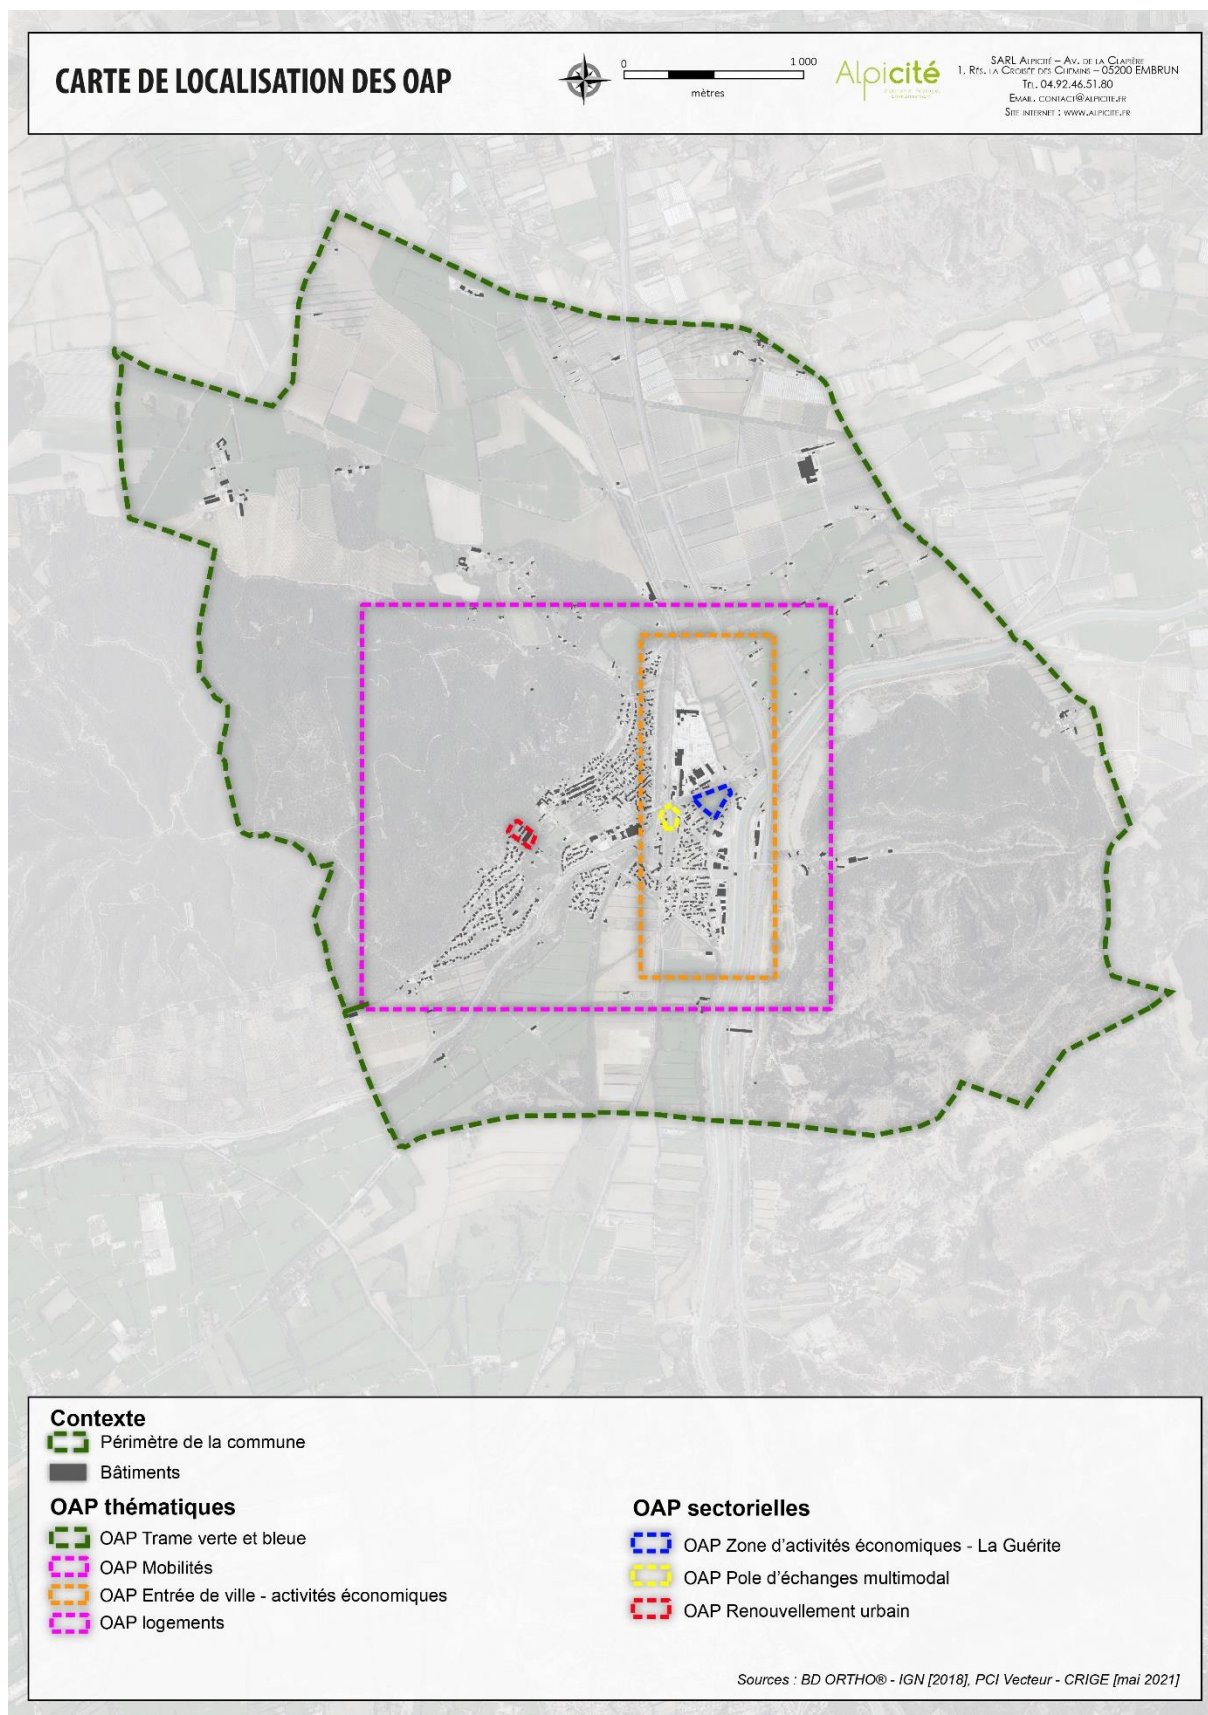 CARTE DE LOCALISATION DES OAP
0
1 000
mètres
Alpicité
SARL Alpicité – Av. de la Clapière
1, Rés. la Croisée des Chemins – 05200 EMBRUN
Tél. 04.92.46.51.80
Email. contact@alpicite.fr
Site internet : www.alpicite.fr
Contexte
Périmètre de la commune
Bâtiments
OAP thématiques
OAP Trame verte et bleue
OAP Mobilités
OAP Entrée de ville - activités économiques
OAP logements
OAP sectorielles
OAP Zone d'activités économiques - La Guérite
OAP Pole d'échanges multimodal
OAP Renouvellement urbain
Sources : BD ORTHO® - IGN [2018], PCI Vecteur - CRIGE [mai 2021]